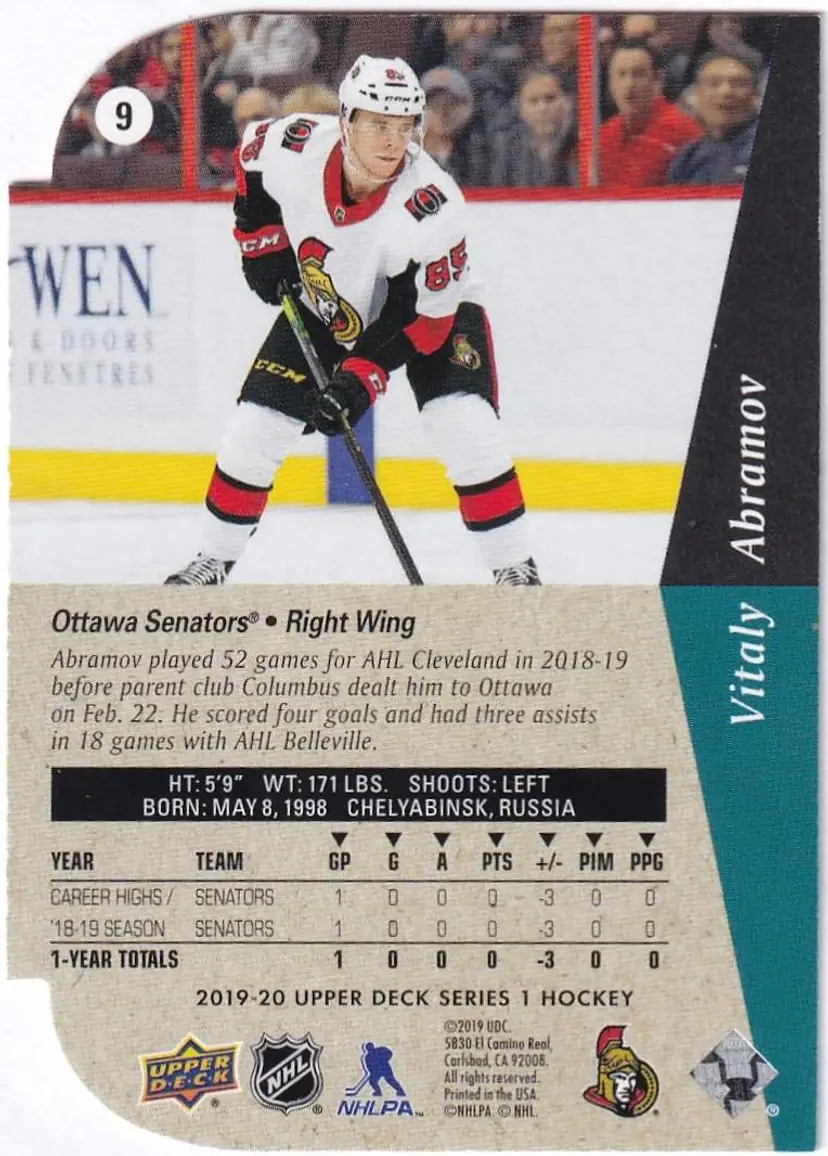 9
85
85
CCM
85
CCM
WEN
& DOORS
FENÊTRES
Vitaly Abramov
Ottawa Senators® • Right Wing
Abramov played 52 games for AHL Cleveland in 2018-19
before parent club Columbus dealt him to Ottawa
on Feb. 22. He scored four goals and had three assists
in 18 games with AHL Belleville.
HT: 5'9" WT: 171 LBS. SHOOTS: LEFT
BORN: MAY 8, 1998 CHELYABINSK, RUSSIA
YEAR TEAM GP G A PTS +/- PIM PPG
CAREER HIGHS / SENATORS 1 0 0 0 -3 0 0
'18-19 SEASON SENATORS 1 0 0 0 -3 0 0
1-YEAR TOTALS 1 0 0 0 -3 0 0
2019-20 UPPER DECK SERIES 1 HOCKEY
UPPER
D·E·C·K
®
NHL
®
NHLPA™
©2019 UDC.
5830 El Camino Real,
Carlsbad, CA 92008.
All rights reserved.
Printed in the USA.
©NHLPA. © NHL.
®
®